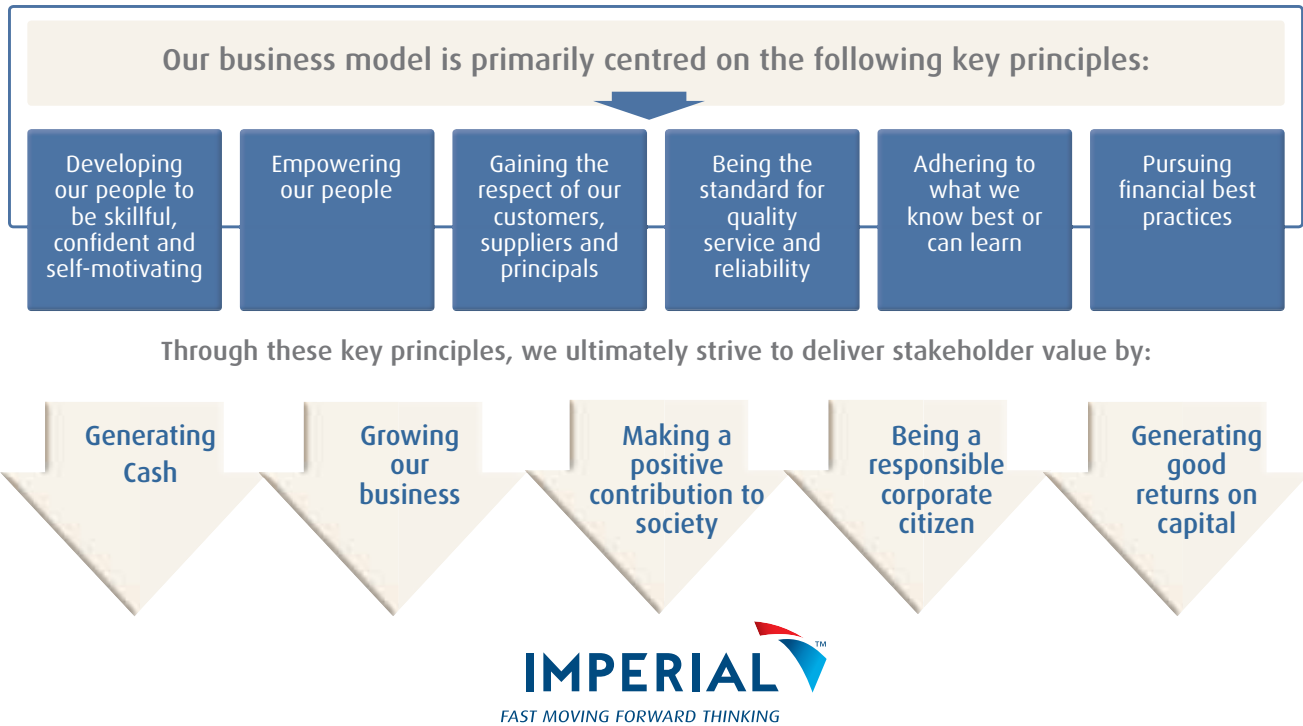 Our business model is primarily centred on the following key principles:
Developing
our people to
be skillful,
confident and
self-motivating
Empowering
our people
Gaining the
respect of our
customers,
suppliers and
principals
Being the
standard for
quality
service and
reliability
Adhering to
what we
know best or
can learn
Pursuing
financial best
practices
Through these key principles, we ultimately strive to deliver stakeholder value by:
Generating
Cash
Growing
our
business
Making a
positive
contribution to
society
Being a
responsible
corporate
citizen
Generating
good
returns on
capital
IMPERIAL™
FAST MOVING FORWARD THINKING